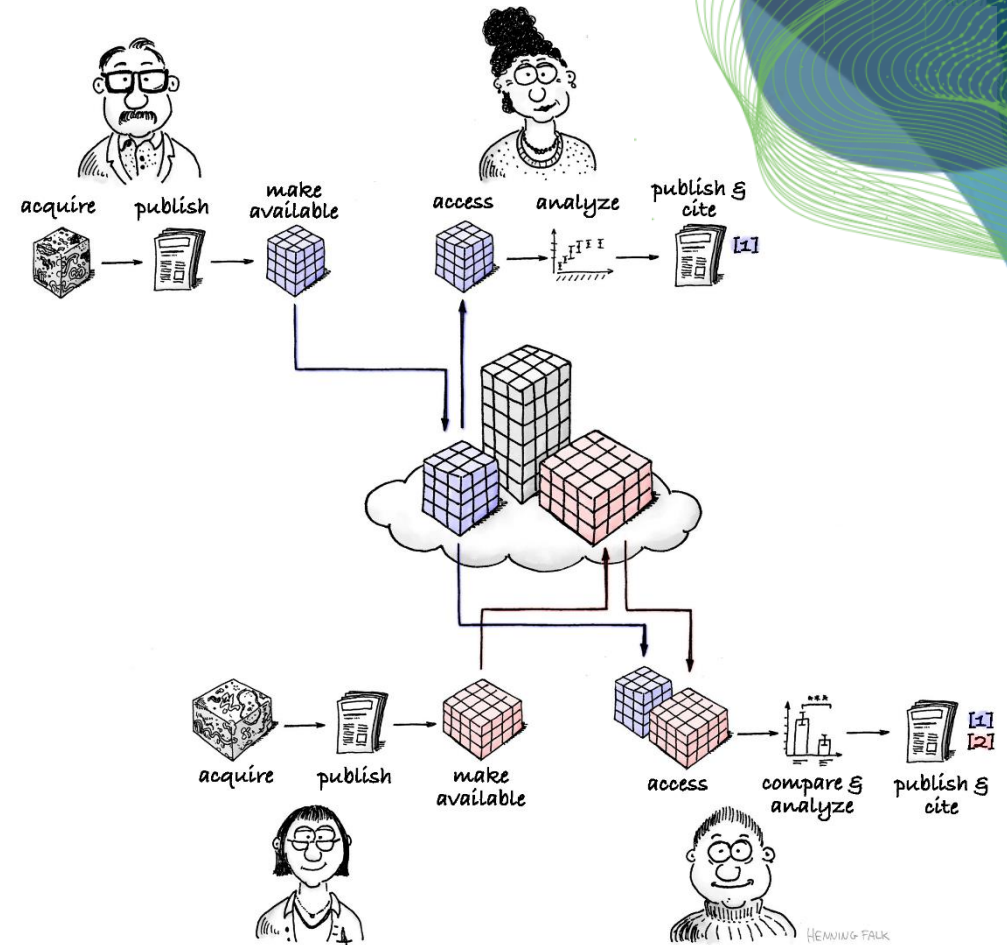 acquire
publish
make
available
access
analyze
publish &
cite
[1]
acquire
publish
make
available
access
compare &
analyze
publish &
cite
[1]
[2]
***
HENNING FALK